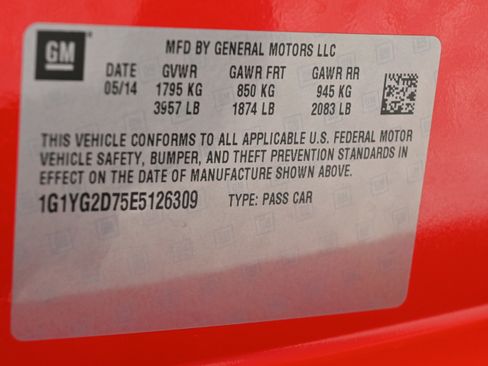 GM
MFD BY GENERAL MOTORS LLC
DATE GVWR GAWR FRT GAWR RR
05/14 1795 KG 850 KG 945 KG
3957 LB 1874 LB 2083 LB
THIS VEHICLE CONFORMS TO ALL APPLICABLE U.S. FEDERAL MOTOR
VEHICLE SAFETY, BUMPER, AND THEFT PREVENTION STANDARDS IN
EFFECT ON THE DATE OF MANUFACTURE SHOWN ABOVE.
1G1YG2D75E5126309 TYPE: PASS CAR